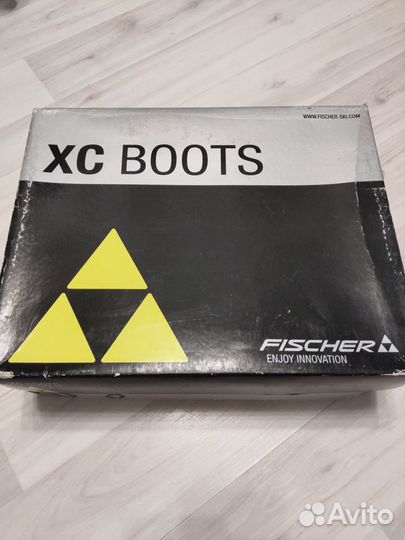 WWW.FISCHER-SKI.COM
XC BOOTS
FISCHER
ENJOY INNOVATION
Avito